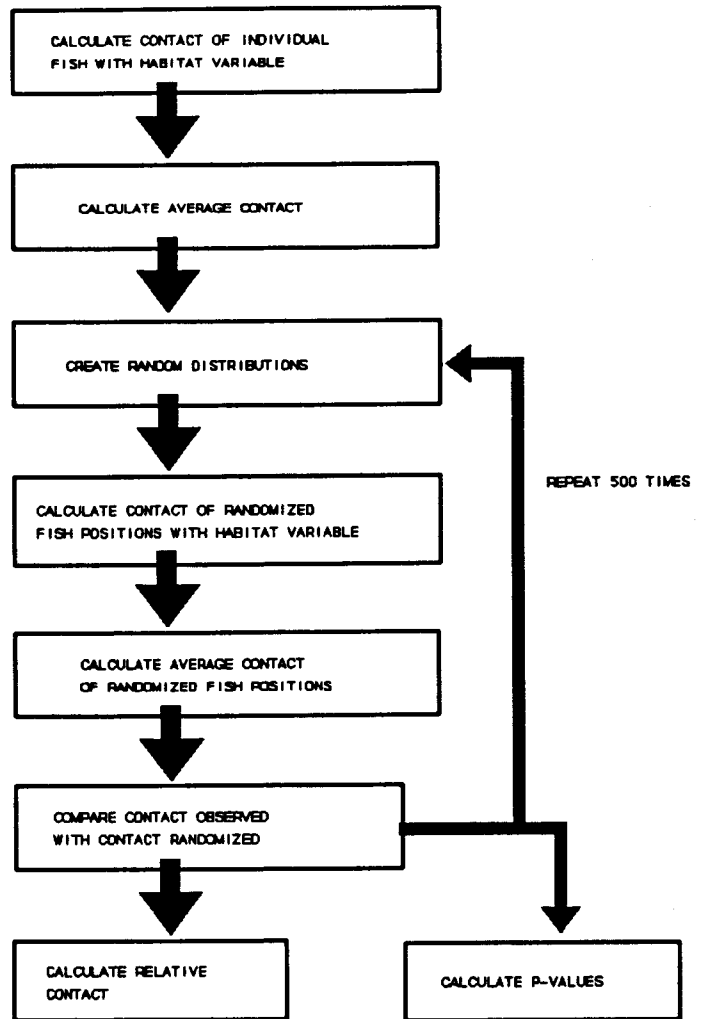 CALCULATE CONTACT OF INDIVIDUAL
FISH WITH HABITAT VARIABLE
CALCULATE AVERAGE CONTACT
CREATE RANDOM DISTRIBUTIONS
REPEAT 500 TIMES
CALCULATE CONTACT OF RANDOMIZED
FISH POSITIONS WITH HABITAT VARIABLE
CALCULATE AVERAGE CONTACT
OF RANDOMIZED FISH POSITIONS
COMPARE CONTACT OBSERVED
WITH CONTACT RANDOMIZED
CALCULATE RELATIVE
CONTACT
CALCULATE P-VALUES